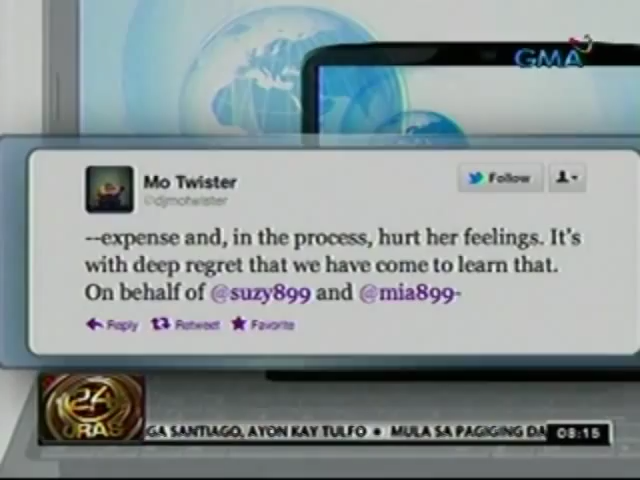 GMA
Mo Twister
@djmotwister
Follow
--expense and, in the process, hurt her feelings. It's
with deep regret that we have come to learn that.
On behalf of @suzy899 and @mia899-
Reply Retweet Favorite
24
ORAS
GA SANTIAGO, AYON KAY TULFO • MULA SA PAGIGING DA
08:15